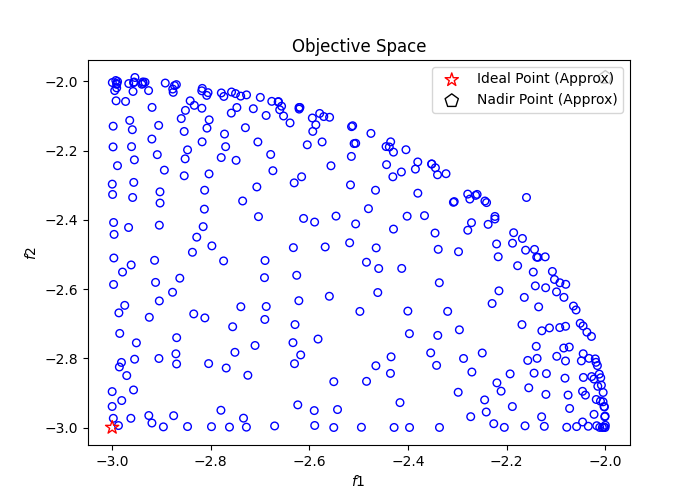 Objective Space
Ideal Point (Approx)
Nadir Point (Approx)
f2
−2.0
−2.2
−2.4
−2.6
−2.8
−3.0
−3.0 −2.8 −2.6 −2.4 −2.2 −2.0
f1